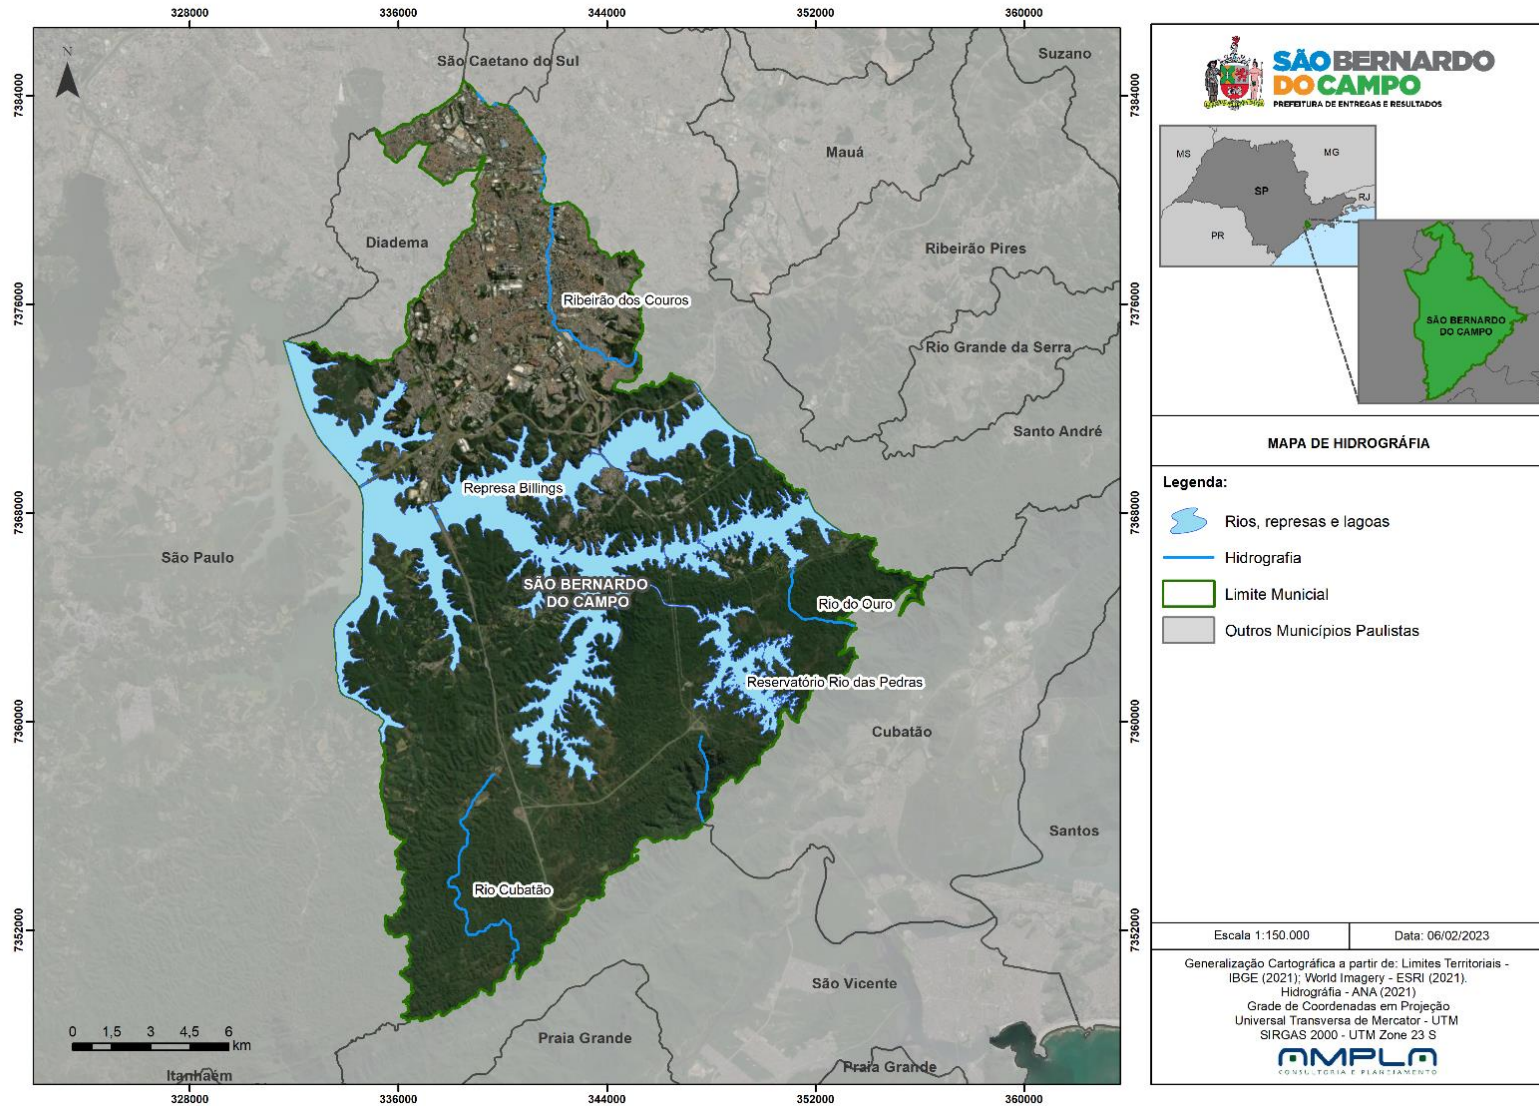 328000
336000
344000
352000
360000
N
São Caetano do Sul
Suzano
7384000
7384000
Mauá
Diadema
Ribeirão Pires
Ribeirão dos Couros
7376000
7376000
Rio Grande da Serra
Santo André
Represa Billings
7368000
7368000
São Paulo
SÃO BERNARDO
DO CAMPO
Rio do Ouro
Reservatório Rio das Pedras
7360000
7360000
Cubatão
Santos
Rio Cubatão
7352000
7352000
São Vicente
Praia Grande
Praia Grande
Itanhaém
0 1,5 3 4,5 6
km
328000
336000
344000
352000
360000
SÃO BERNARDO
DO CAMPO
PREFEITURA DE ENTREGAS E RESULTADOS
MS
MG
SP
RJ
PR
SÃO BERNARDO
DO CAMPO
MAPA DE HIDROGRÁFIA
Legenda:
Rios, represas e lagoas
Hidrografia
Limite Municial
Outros Municípios Paulistas
Escala 1:150.000
Data: 06/02/2023
Generalização Cartográfica a partir de: Limites Territoriais -
IBGE (2021); World Imagery - ESRI (2021).
Hidrográfia - ANA (2021)
Grade de Coordenadas em Projeção
Universal Transversa de Mercator - UTM
SIRGAS 2000 - UTM Zone 23 S
AMPLA
CONSULTORIA E PLANEJAMENTO